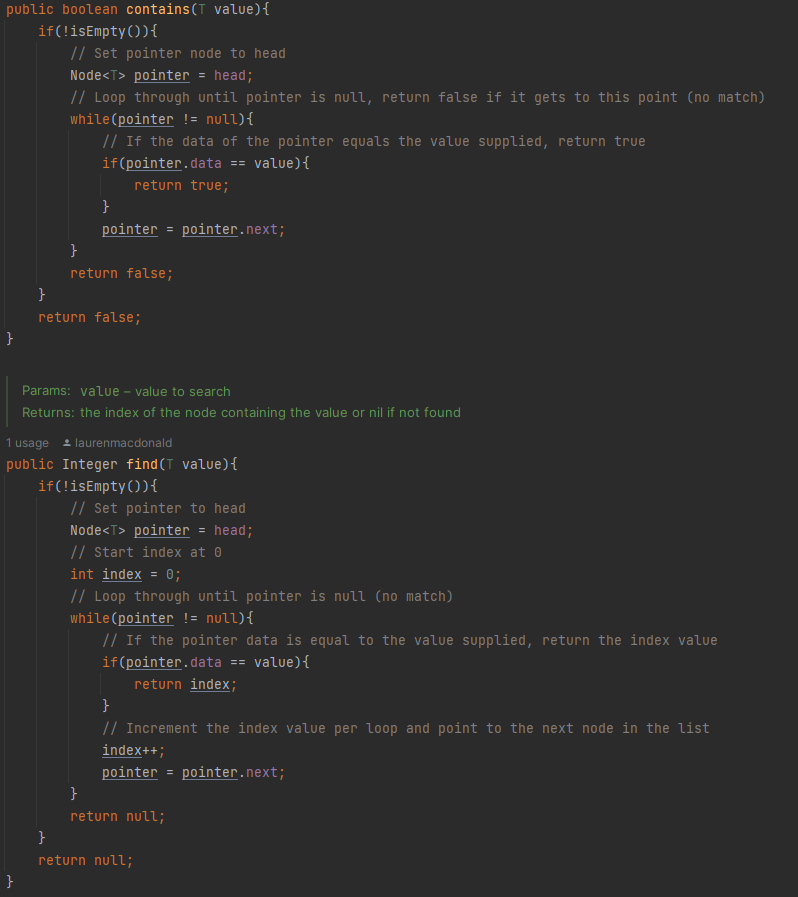 public boolean contains(T value){
    if(!isEmpty()){
        // Set pointer node to head
        Node<T> pointer = head;
        // Loop through until pointer is null, return false if it gets to this point (no match)
        while(pointer != null){
            // If the data of the pointer equals the value supplied, return true
            if(pointer.data == value){
                return true;
            }
            pointer = pointer.next;
        }
        return false;
    }
    return false;
}
Params: value – value to search
Returns: the index of the node containing the value or nil if not found
1 usage laurenmacdonald
public Integer find(T value){
    if(!isEmpty()){
        // Set pointer to head
        Node<T> pointer = head;
        // Start index at 0
        int index = 0;
        // Loop through until pointer is null (no match)
        while(pointer != null){
            // If the pointer data is equal to the value supplied, return the index value
            if(pointer.data == value){
                return index;
            }
            // Increment the index value per loop and point to the next node in the list
            index++;
            pointer = pointer.next;
        }
        return null;
    }
    return null;
}